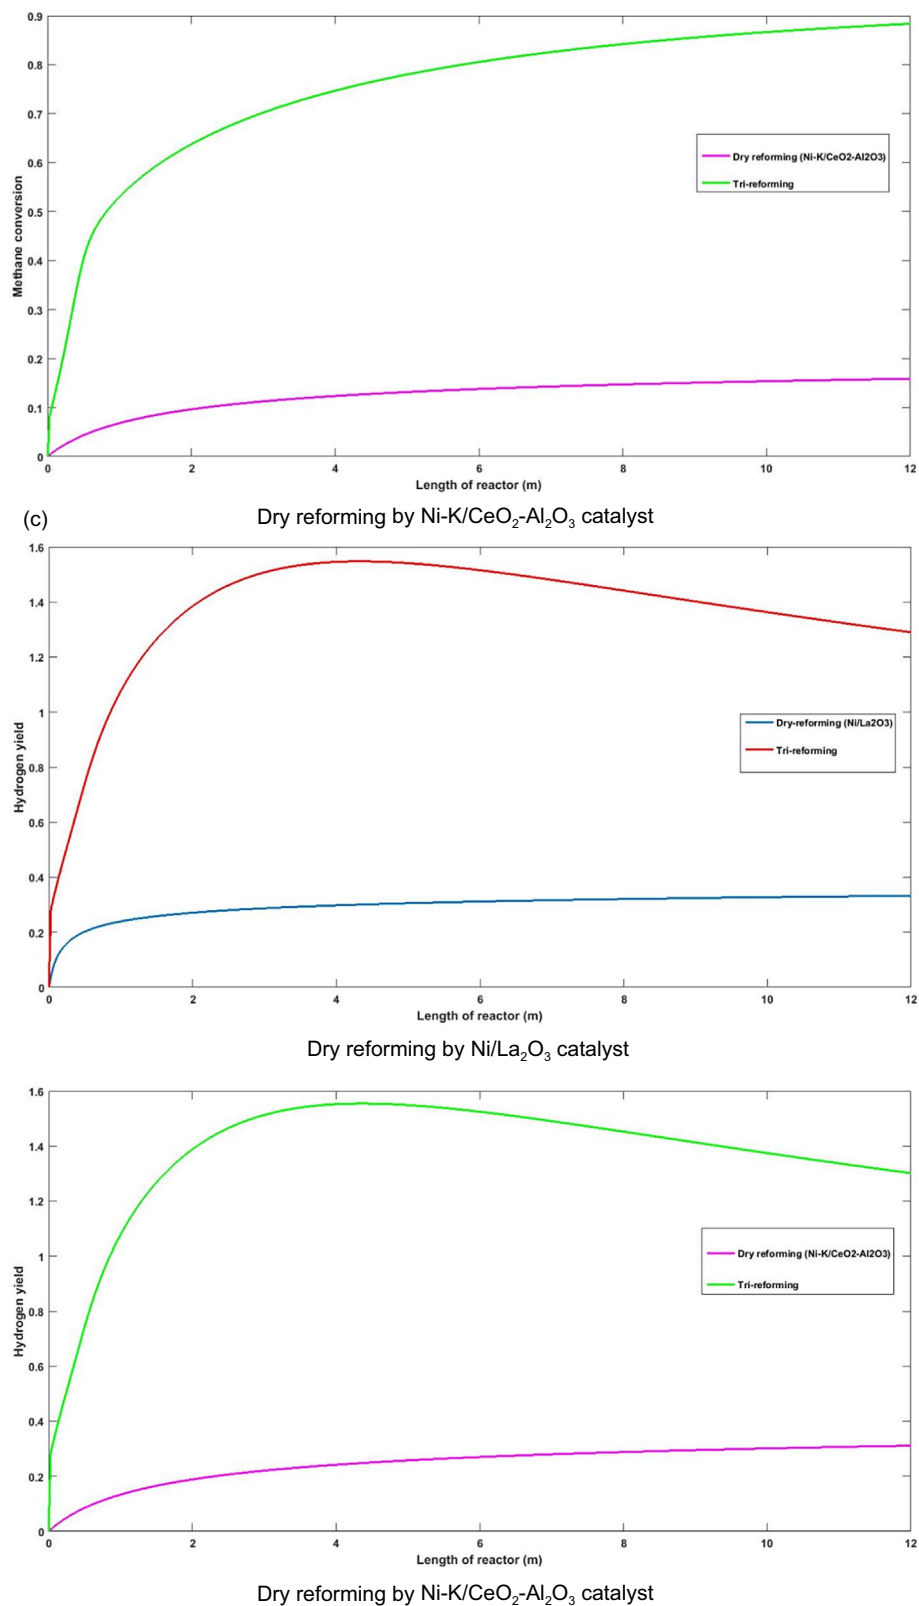 0.9
0.8
0.7
0.6
0.5
0.4
0.3
0.2
0.1
0
Methane conversion
Dry reforming (Ni-K/CeO2-Al2O3)
Tri-reforming
0 2 4 6 8 10 12
Length of reactor (m)
(c) Dry reforming by Ni-K/CeO₂-Al₂O₃ catalyst
1.6
1.4
1.2
1
0.8
0.6
0.4
0.2
0
Hydrogen yield
Dry-reforming (Ni/La2O3)
Tri-reforming
0 2 4 6 8 10 12
Length of reactor (m)
Dry reforming by Ni/La₂O₃ catalyst
1.6
1.4
1.2
1
0.8
0.6
0.4
0.2
0
Hydrogen yield
Dry reforming (Ni-K/CeO2-Al2O3)
Tri-reforming
0 2 4 6 8 10 12
Length of reactor (m)
Dry reforming by Ni-K/CeO₂-Al₂O₃ catalyst